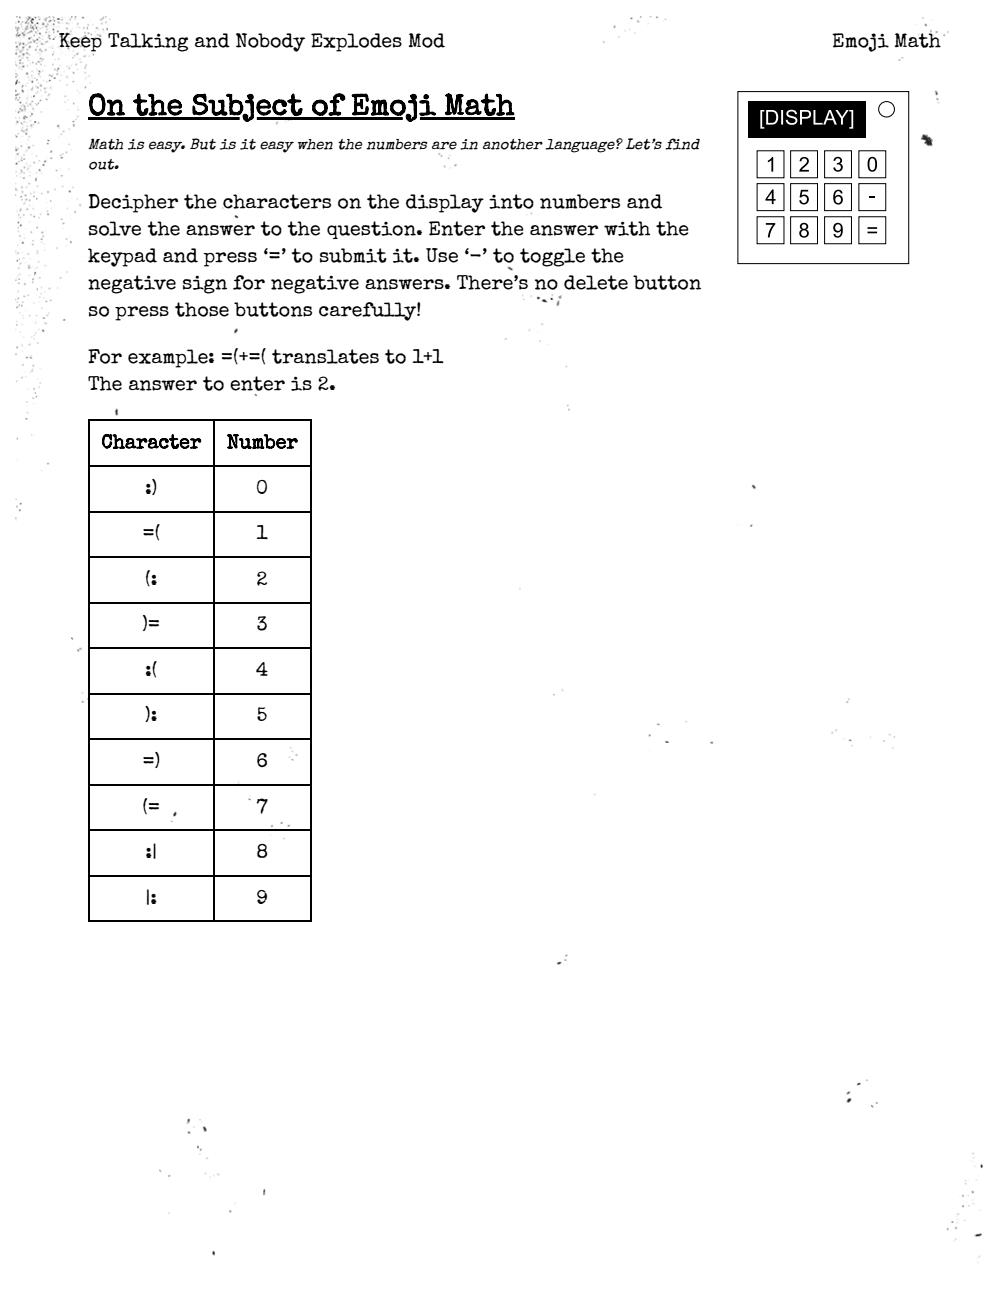 Keep Talking and Nobody Explodes Mod
Emoji Math
On the Subject of Emoji Math
Math is easy. But is it easy when the numbers are in another language? Let's find
out.
Decipher the characters on the display into numbers and
solve the answer to the question. Enter the answer with the
keypad and press ‘=’ to submit it. Use ‘-’ to toggle the
negative sign for negative answers. There's no delete button
so press those buttons carefully!
[DISPLAY]
1 2 3 0
4 5 6 -
7 8 9 =
For example: =(+=( translates to 1+1
The answer to enter is 2.
Character Number
:) 0
=( 1
(: 2
)= 3
:( 4
): 5
=) 6
(= 7
:| 8
|: 9